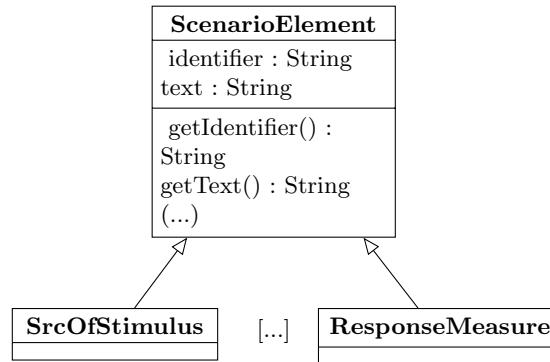 ScenarioElement
identifier : String
text : String
getIdentifier() :
String
getText() : String
(...)
SrcOfStimulus
[...]
ResponseMeasure